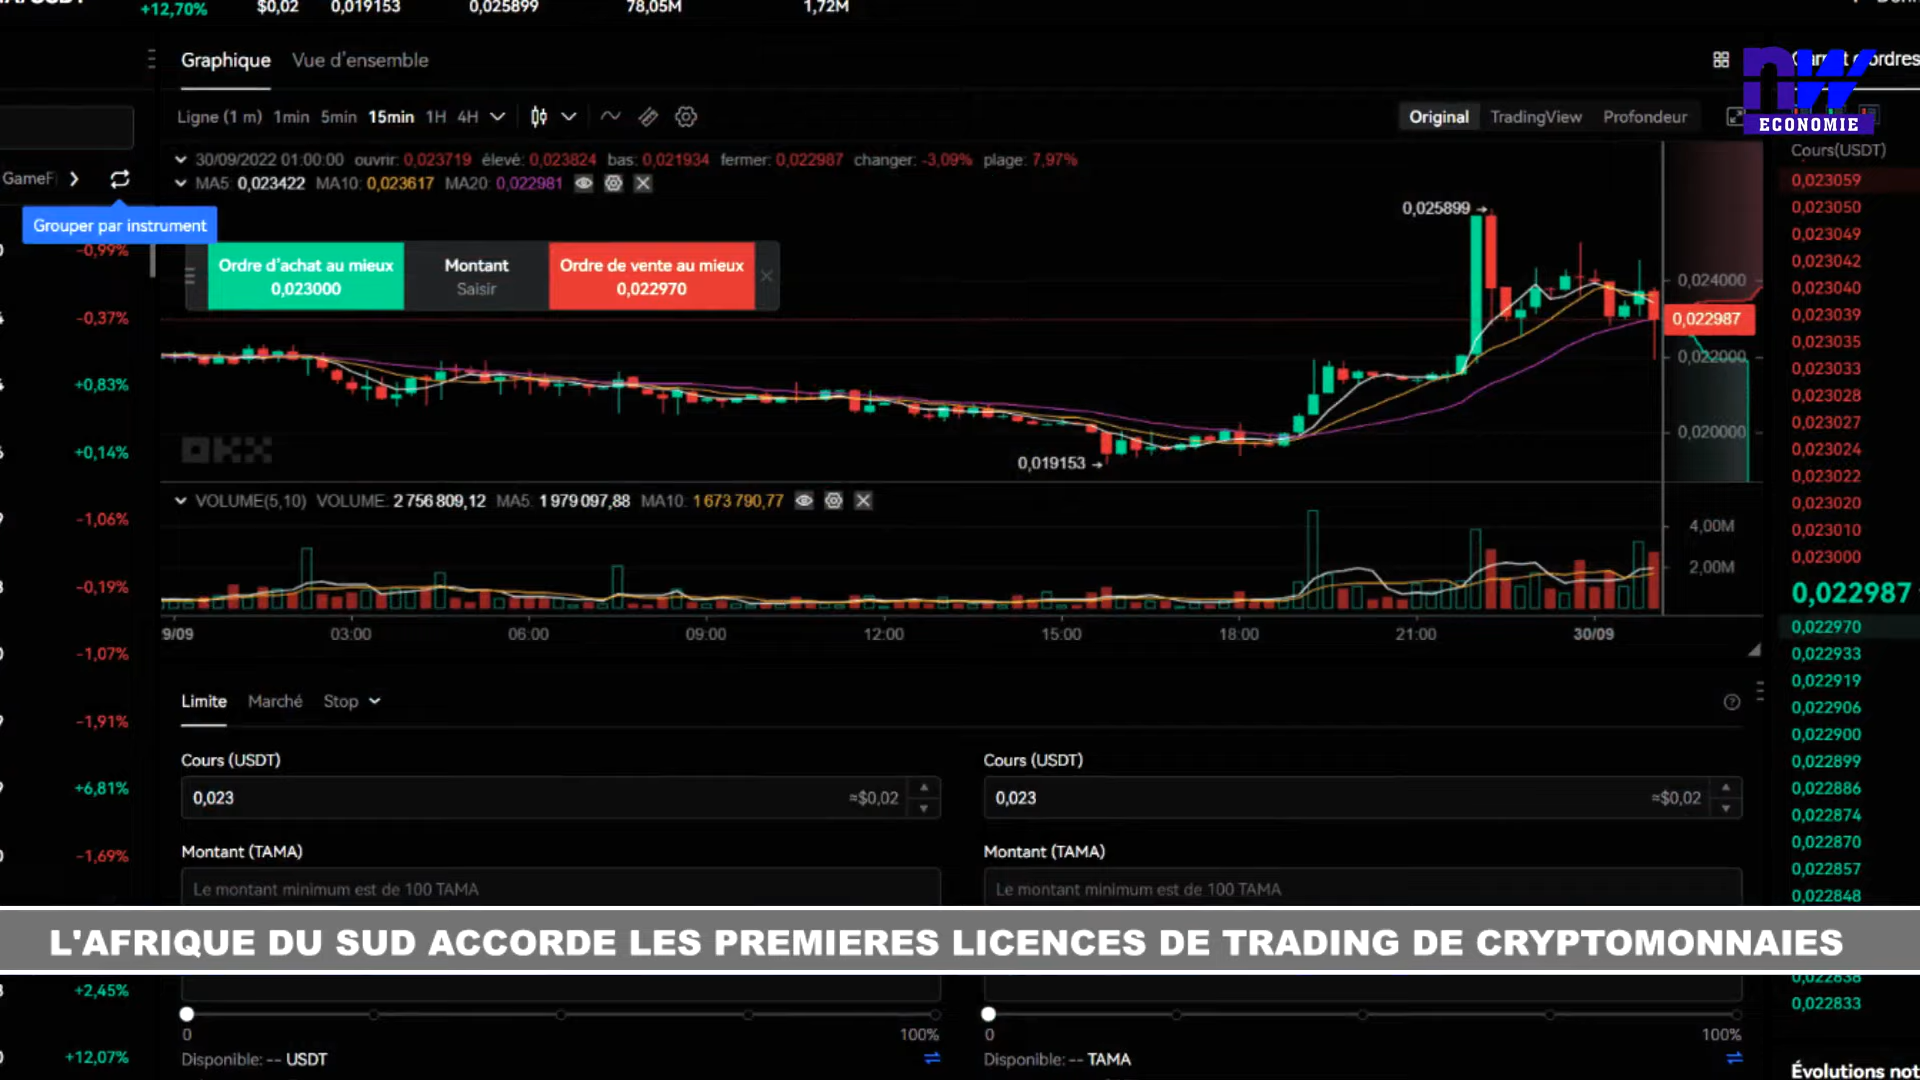 +12,70%
$0,02
0,019153
0,025899
78,05M
1,72M
Graphique Vue d'ensemble
Ligne (1 m) 1min 5min 15min 1H 4H
Original TradingView Profondeur
NW
ECONOMIE
Cours(USDT)
30/09/2022 01:00:00 ouvrir: 0,023719 élevé: 0,023824 bas: 0,021934 fermer: 0,022987 changer: -3,09% plage: 7,97%
MA5: 0,023422 MA10: 0,023617 MA20: 0,022981
Grouper par instrument
Ordre d'achat au mieux
0,023000
Montant
Saisir
Ordre de vente au mieux
0,022970
0,025899
0,024000
0,022987
0,022000
0,020000
0,019153
OKX
VOLUME(5,10) VOLUME: 2 756 809,12 MA5: 1 979 097,88 MA10: 1 673 790,77
4,00M
2,00M
9/09 03:00 06:00 09:00 12:00 15:00 18:00 21:00 30/09
-0,99%
-0,37%
+0,83%
+0,14%
-1,06%
-0,19%
-1,07%
-1,91%
+6,81%
-1,69%
+2,45%
+12,07%
0,023059
0,023050
0,023049
0,023042
0,023040
0,023039
0,023035
0,023033
0,023028
0,023027
0,023024
0,023022
0,023020
0,023010
0,023000
0,022987
0,022970
0,022933
0,022919
0,022906
0,022900
0,022899
0,022886
0,022874
0,022870
0,022857
0,022848
0,022838
0,022833
Limite Marché Stop
Cours (USDT)
0,023 ≈$0,02
Montant (TAMA)
Le montant minimum est de 100 TAMA
Cours (USDT)
0,023 ≈$0,02
Montant (TAMA)
Le montant minimum est de 100 TAMA
L'AFRIQUE DU SUD ACCORDE LES PREMIERES LICENCES DE TRADING DE CRYPTOMONNAIES
0 100%
Disponible: -- USDT
0 100%
Disponible: -- TAMA
Évolutions not